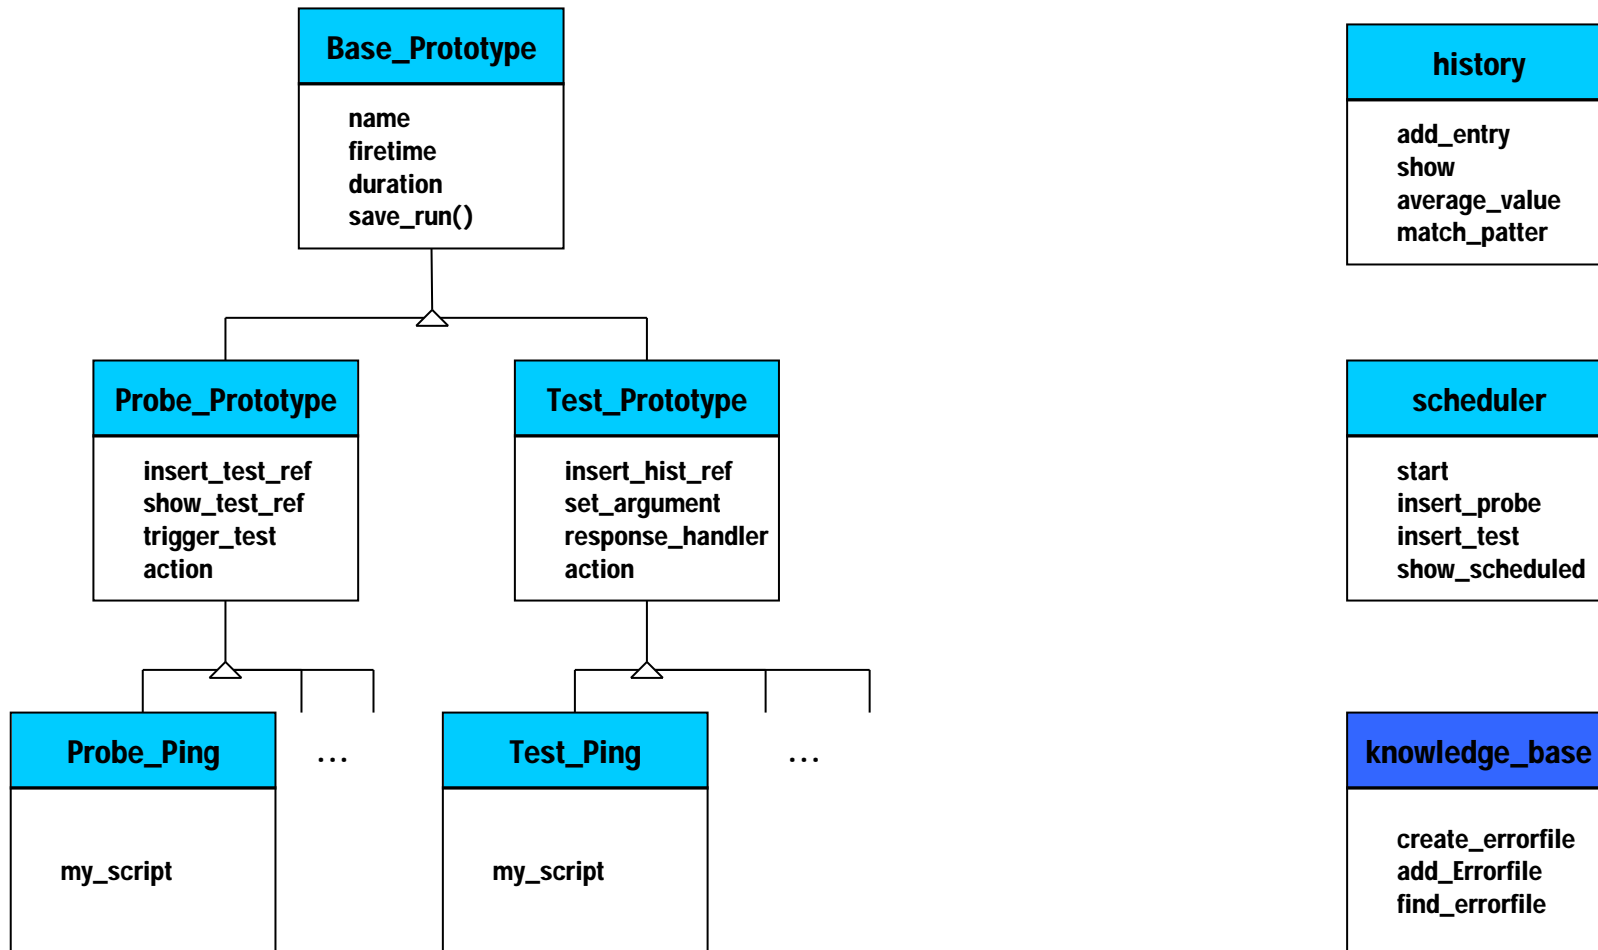 Base_Prototype
name
firetime
duration
save_run()
history
add_entry
show
average_value
match_patter
Probe_Prototype
insert_test_ref
show_test_ref
trigger_test
action
Test_Prototype
insert_hist_ref
set_argument
response_handler
action
scheduler
start
insert_probe
insert_test
show_scheduled
Probe_Ping
my_script
...
Test_Ping
my_script
...
knowledge_base
create_errorfile
add_Errorfile
find_errorfile